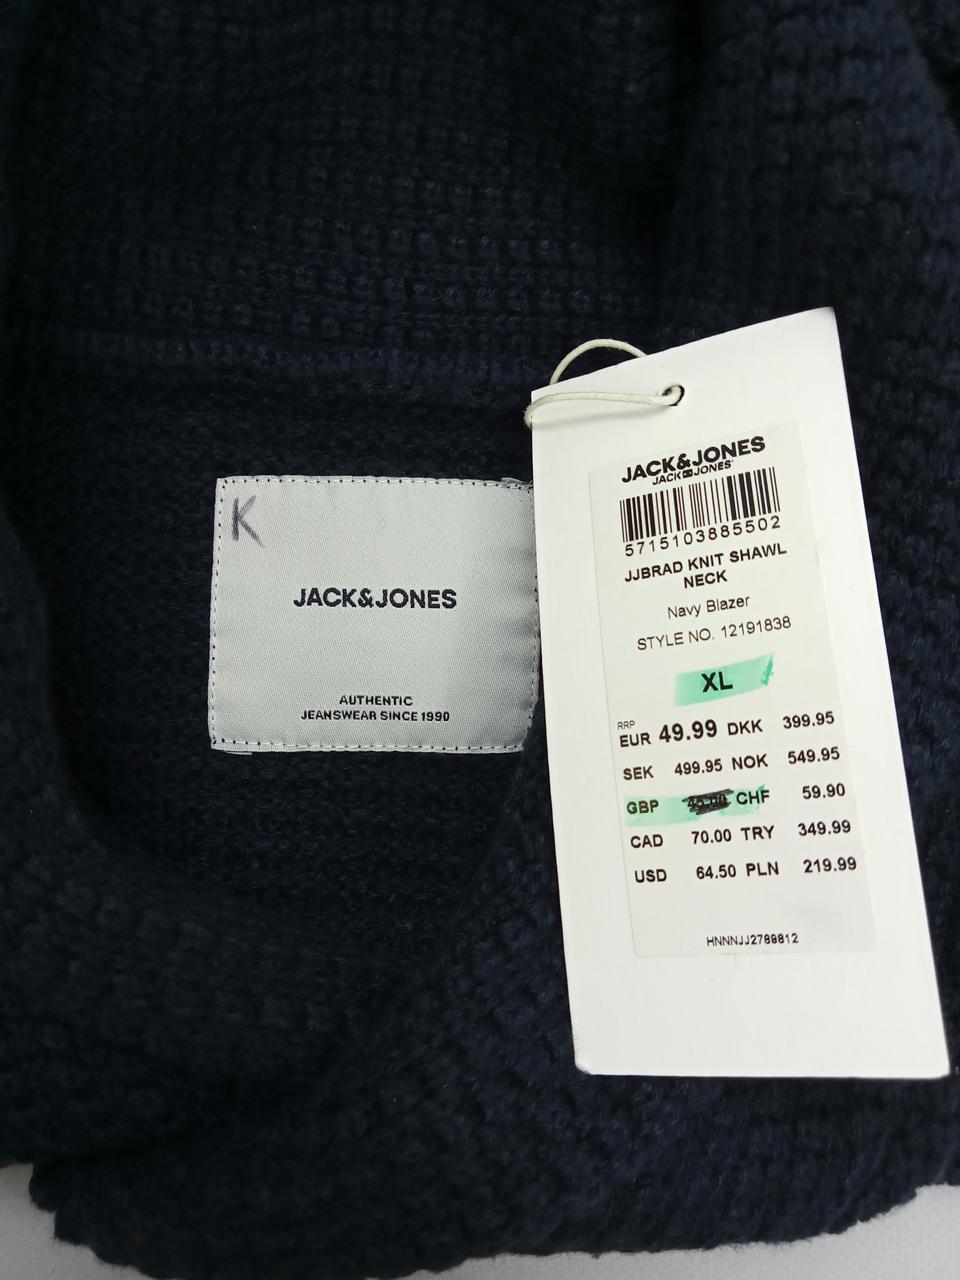 K
JACK&JONES
AUTHENTIC
JEANSWEAR SINCE 1990
JACK&JONES
JACK&JONES
5715103885502
JJBRAD KNIT SHAWL
NECK
Navy Blazer
STYLE NO. 12191838
XL
RRP
EUR 49.99 DKK 399.95
SEK 499.95 NOK 549.95
GBP CHF 59.90
CAD 70.00 TRY 349.99
USD 64.50 PLN 219.99